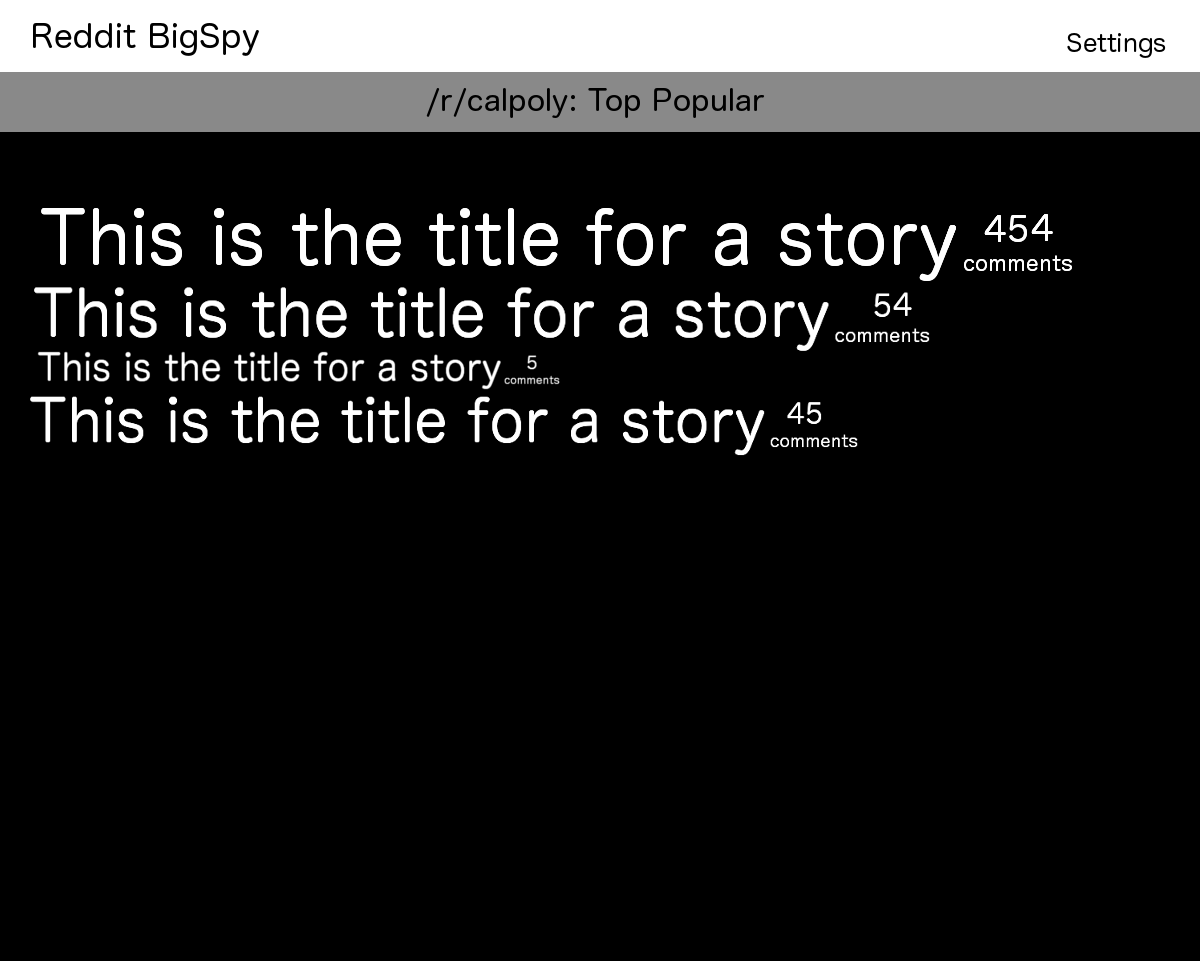 Reddit BigSpy
Settings
/r/calpoly: Top Popular
This is the title for a story 454 comments
This is the title for a story 54 comments
This is the title for a story 5 comments
This is the title for a story 45 comments